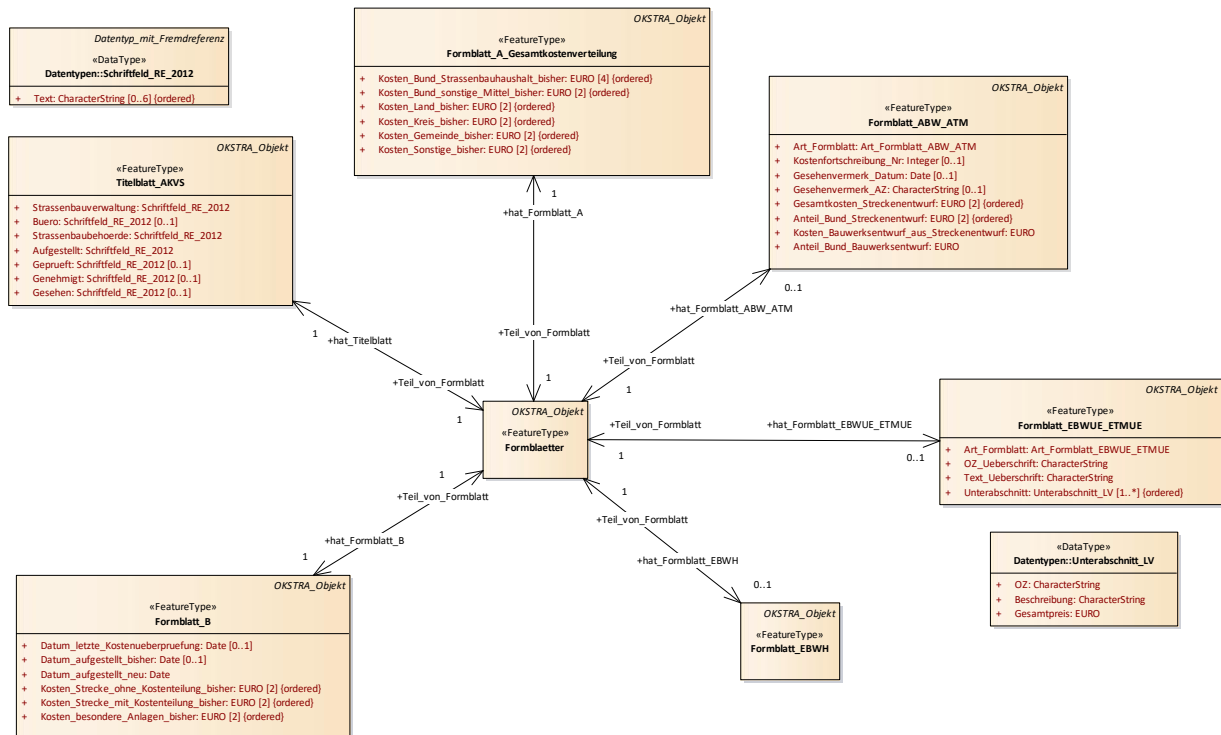 Datentyp_mit_Fremdreferenz
«DataType»
Datentypen::Schriftfeld_RE_2012
+ Text: CharacterString [0..6] {ordered}
OKSTRA_Objekt
«FeatureType»
Formblatt_A_Gesamtkostenverteilung
+ Kosten_Bund_Strassenbauhaushalt_bisher: EURO [4] {ordered}
+ Kosten_Bund_sonstige_Mittel_bisher: EURO [2] {ordered}
+ Kosten_Land_bisher: EURO [2] {ordered}
+ Kosten_Kreis_bisher: EURO [2] {ordered}
+ Kosten_Gemeinde_bisher: EURO [2] {ordered}
+ Kosten_Sonstige_bisher: EURO [2] {ordered}
OKSTRA_Objekt
«FeatureType»
Formblatt_ABW_ATM
+ Art_Formblatt: Art_Formblatt_ABW_ATM
+ Kostenfortschreibung_Nr: Integer [0..1]
+ Gesehenvermerk_Datum: Date [0..1]
+ Gesehenvermerk_AZ: CharacterString [0..1]
+ Gesamtkosten_Streckenentwurf: EURO [2] {ordered}
+ Anteil_Bund_Streckenentwurf: EURO [2] {ordered}
+ Kosten_Bauwerksentwurf_aus_Streckenentwurf: EURO
+ Anteil_Bund_Bauwerksentwurf: EURO
OKSTRA_Objekt
«FeatureType»
Titelblatt_AKVS
+ Strassenbauverwaltung: Schriftfeld_RE_2012
+ Buero: Schriftfeld_RE_2012 [0..1]
+ Strassenbaubehoerde: Schriftfeld_RE_2012
+ Aufgestellt: Schriftfeld_RE_2012
+ Geprueft: Schriftfeld_RE_2012 [0..1]
+ Genehmigt: Schriftfeld_RE_2012 [0..1]
+ Gesehen: Schriftfeld_RE_2012 [0..1]
1
+hat_Formblatt_A
+Teil_von_Formblatt
1
0..1
+hat_Formblatt_ABW_ATM
+Teil_von_Formblatt
1
1
+hat_Titelblatt
+Teil_von_Formblatt
1
OKSTRA_Objekt
«FeatureType»
Formblaetter
+Teil_von_Formblatt
1
+hat_Formblatt_EBWUE_ETMUE
0..1
OKSTRA_Objekt
«FeatureType»
Formblatt_EBWUE_ETMUE
+ Art_Formblatt: Art_Formblatt_EBWUE_ETMUE
+ OZ_Ueberschrift: CharacterString
+ Text_Ueberschrift: CharacterString
+ Unterabschnitt: Unterabschnitt_LV [1..*] {ordered}
1
+Teil_von_Formblatt
+hat_Formblatt_B
1
1
+Teil_von_Formblatt
+hat_Formblatt_EBWH
0..1
«DataType»
Datentypen::Unterabschnitt_LV
+ OZ: CharacterString
+ Beschreibung: CharacterString
+ Gesamtpreis: EURO
OKSTRA_Objekt
«FeatureType»
Formblatt_B
+ Datum_letzte_Kostenueberpruefung: Date [0..1]
+ Datum_aufgestellt_bisher: Date [0..1]
+ Datum_aufgestellt_neu: Date
+ Kosten_Strecke_ohne_Kostenteilung_bisher: EURO [2] {ordered}
+ Kosten_Strecke_mit_Kostenteilung_bisher: EURO [2] {ordered}
+ Kosten_besondere_Anlagen_bisher: EURO [2] {ordered}
OKSTRA_Objekt
«FeatureType»
Formblatt_EBWH